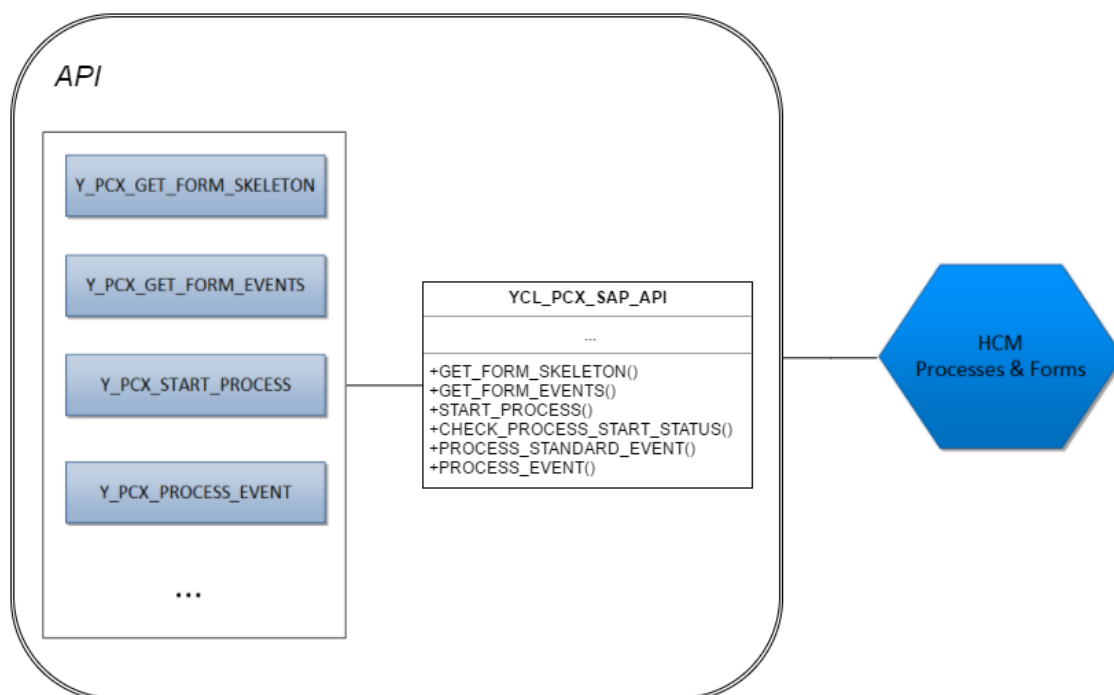 API
Y_PCX_GET_FORM_SKELETON
Y_PCX_GET_FORM_EVENTS
Y_PCX_START_PROCESS
Y_PCX_PROCESS_EVENT
...
YCL_PCX_SAP_API
...
+GET_FORM_SKELETON()
+GET_FORM_EVENTS()
+START_PROCESS()
+CHECK_PROCESS_START_STATUS()
+PROCESS_STANDARD_EVENT()
+PROCESS_EVENT()
HCM
Processes & Forms